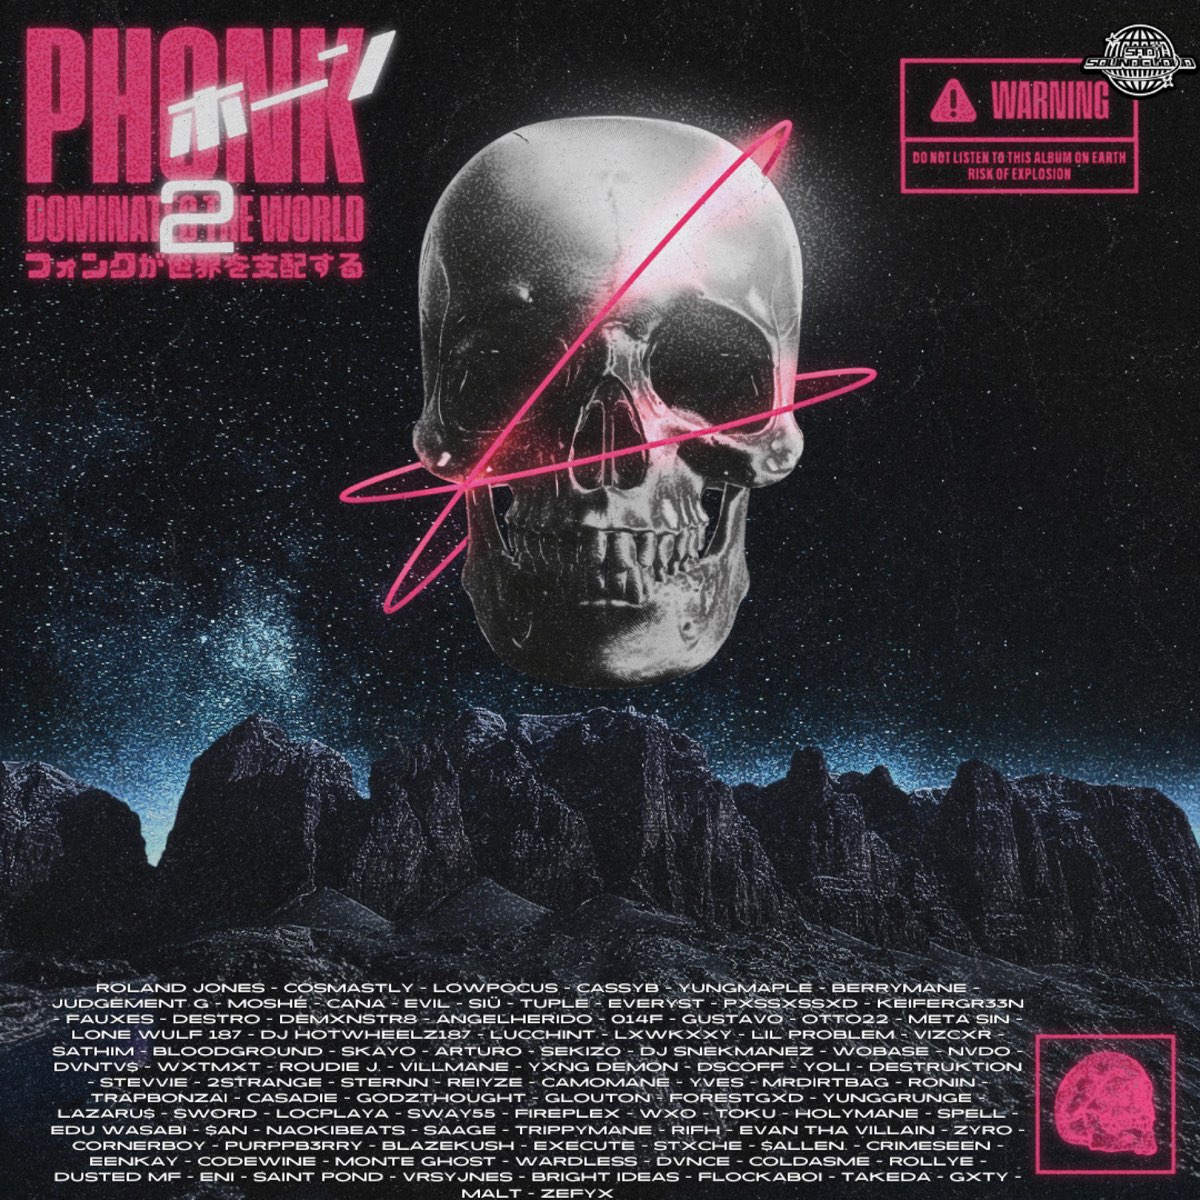 PHONK
ホーン
2
DOMINATES THE WORLD
フォンクが世界を支配する
SAD
SOUNDCLOUD
WARNING
DO NOT LISTEN TO THIS ALBUM ON EARTH
RISK OF EXPLOSION
ROLAND JONES - COSMASTLY - LOWPOCUS - CASSYB - YUNGMAPLE - BERRYMANE -
JUDGEMENT G - MOSHÉ - CANA - EVIL - SIÜ - TUPLE - EVERYST - PXSSXSSXD - KEIFERGR33N
- FAUXES - DESTRO - DEMXNSTR8 - ANGELHERIDO - 014F - GUSTAVO - OTTO22 - META SIN -
LONE WULF 187 - DJ HOTWHEELZ187 - LUCCHINT - LXWKXXY - LIL PROBLEM - VIZCXR -
SATHIM - BLOODGROUND - SKAYO - ARTURO - SEKIZO - DJ SNEKMANEZ - WOBASE - NVDO -
DVNTV$ - WXTMXT - ROUDIE J. - VILLMANE - YXNG DEMON - DSCOFF - YOLI - DESTRUKTION
- STEVVIE - 2STRANGE - STERNN - REIYZE - CAMOMANE - YVES - MRDIRTBAG - RONIN -
TRAPBONZAI - CASADIE - GODZTHOUGHT - GLOUTON - FORESTGXD - YUNGGRUNGE -
LAZARU$ - $WORD - LOCPLAYA - SWAY55 - FIREPLEX - WXO - TOKU - HOLYMANE - SPELL -
EDU WASABI - $AN - NAOKIBEATS - SAAGE - TRIPPYMANE - RIFH - EVAN THA VILLAIN - ZYRO -
CORNERBOY - PURPPB3RRY - BLAZEKUSH - EXECUTE - STXCHE - $ALLEN. - CRIMESEEN -
EENKAY - CODEWINE - MONTE GHOST - WARDLESS - DVNCE - COLDASME - ROLLYE -
DUSTED MF - ENI - SAINT POND - VRSYJNES - BRIGHT IDEAS - FLOCKABOI - TAKEDA - GXTY -
MALT - ZEFYX